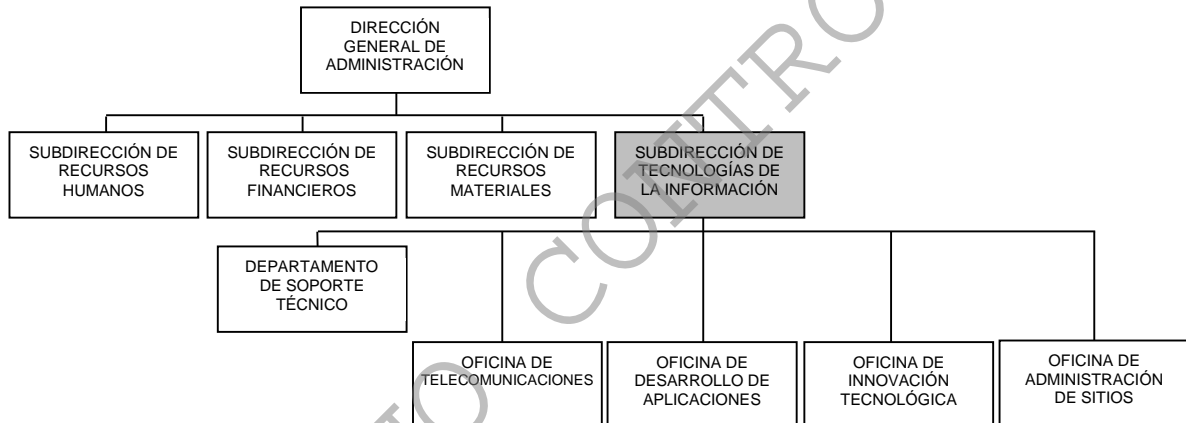 DIRECCIÓN
GENERAL DE
ADMINISTRACIÓN
SUBDIRECCIÓN DE
RECURSOS
HUMANOS
SUBDIRECCIÓN DE
RECURSOS
FINANCIEROS
SUBDIRECCIÓN DE
RECURSOS
MATERIALES
SUBDIRECCIÓN DE
TECNOLOGÍAS DE
LA INFORMACIÓN
DEPARTAMENTO
DE SOPORTE
TÉCNICO
OFICINA DE
TELECOMUNICACIONES
OFICINA DE
DESARROLLO DE
APLICACIONES
OFICINA DE
INNOVACIÓN
TECNOLÓGICA
OFICINA DE
ADMINISTRACIÓN
DE SITIOS